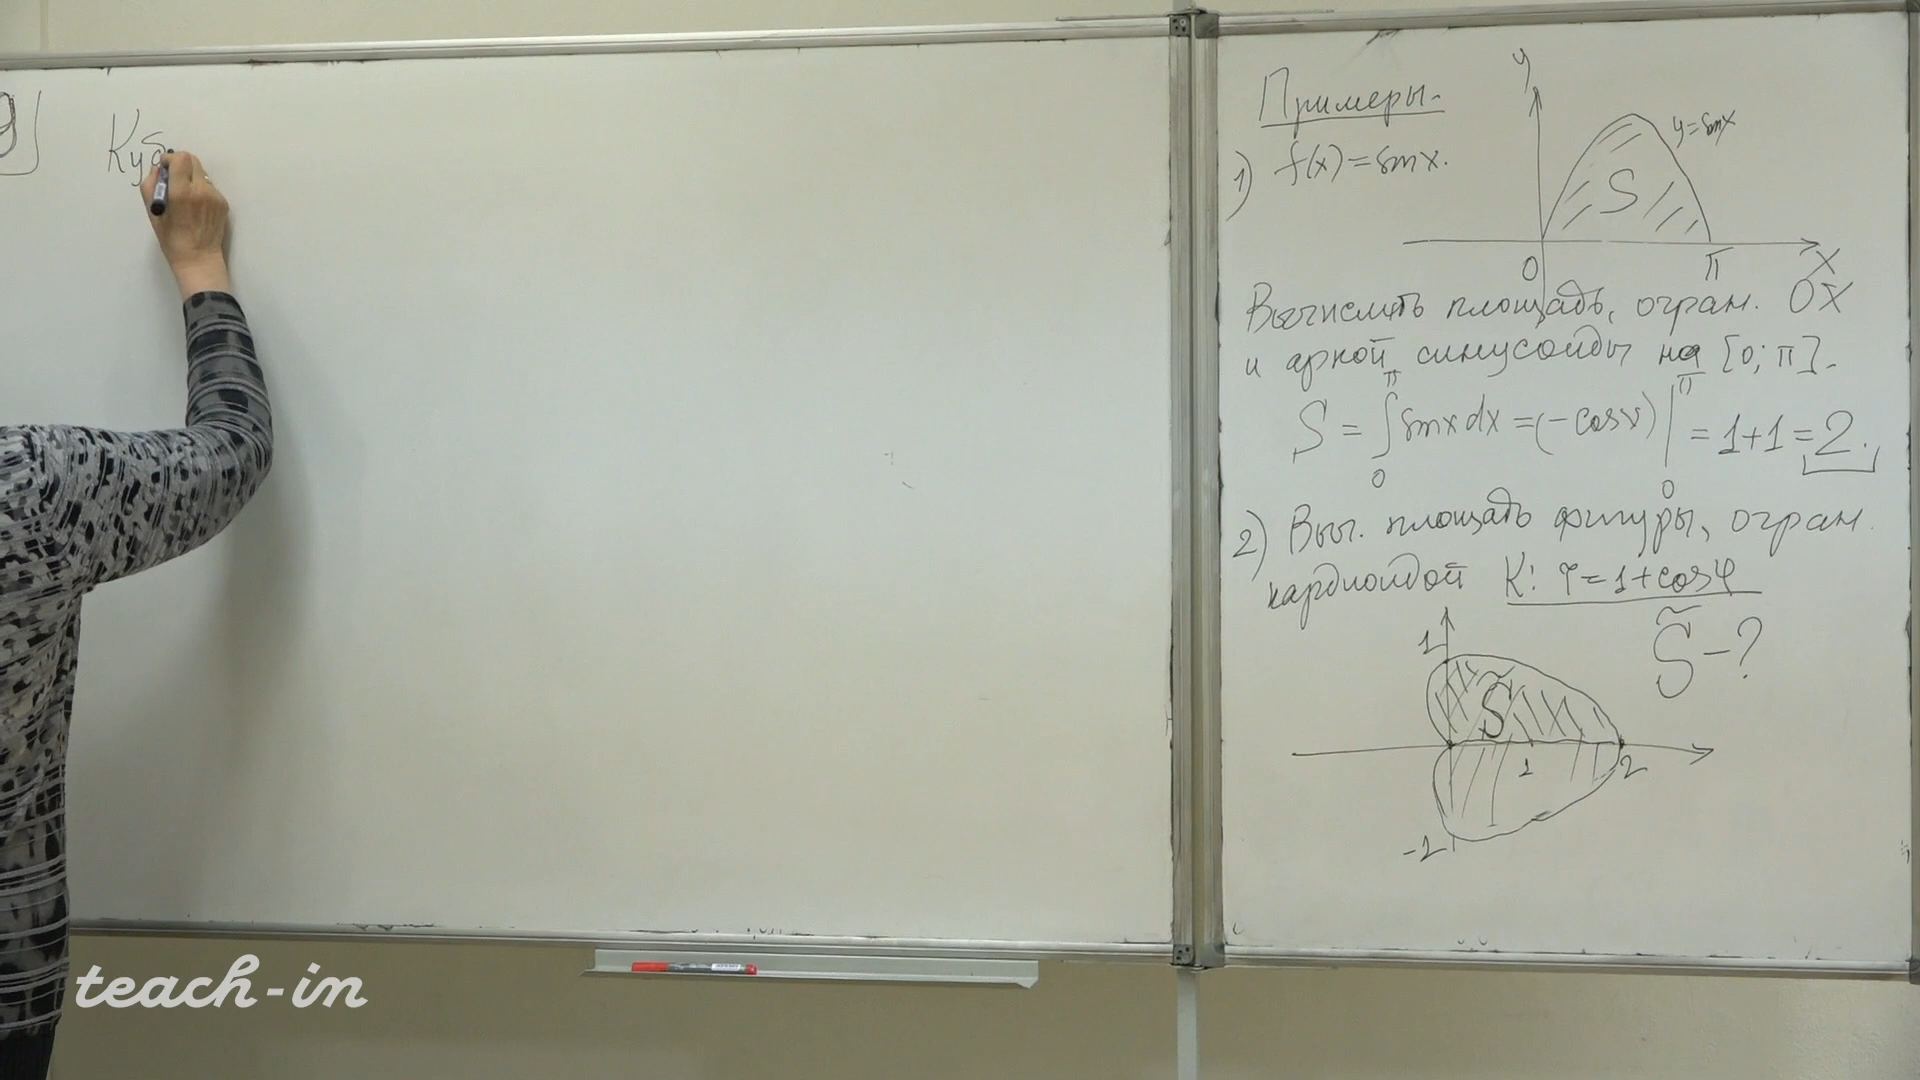 Куб
Примеры.
1) f(x) = sin x.
y
y = sin x
S
0
π
x
Вычислить площадь, огран. OX
и аркой синусоиды на [0; π].
S = ∫₀^π sin x dx = (-cos x) |₀^π = 1+1 = 2.
2) Выч. площадь фигуры, огран.
кардиоидой K: r = 1 + cos φ
S̃ - ?
1
S̃
1
2
-1
teach-in